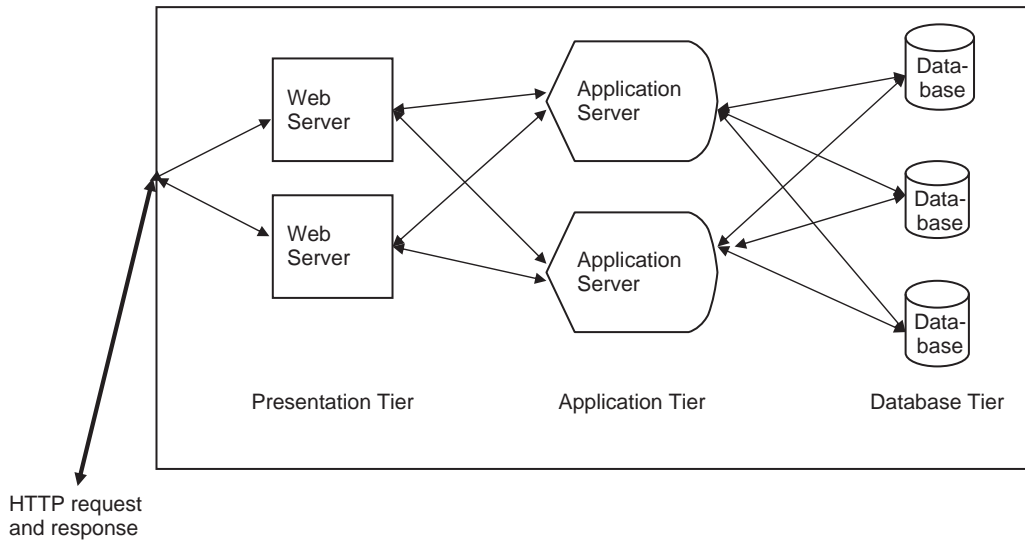 Web
Server
Application
Server
Data-
base
Web
Server
Application
Server
Data-
base
Data-
base
Presentation Tier
Application Tier
Database Tier
HTTP request
and response